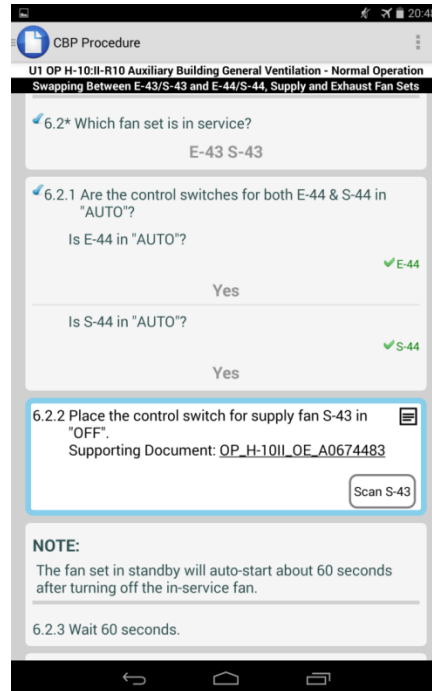 20:48
CBP Procedure
U1 OP H-10:II-R10 Auxiliary Building General Ventilation - Normal Operation
Swapping Between E-43/S-43 and E-44/S-44, Supply and Exhaust Fan Sets
6.2* Which fan set is in service?
E-43 S-43
6.2.1 Are the control switches for both E-44 & S-44 in
"AUTO"?
Is E-44 in "AUTO"?
E-44
Yes
Is S-44 in "AUTO"?
S-44
Yes
6.2.2 Place the control switch for supply fan S-43 in
"OFF".
Supporting Document: OP_H-10II_OE_A0674483
Scan S-43
NOTE:
The fan set in standby will auto-start about 60 seconds
after turning off the in-service fan.
6.2.3 Wait 60 seconds.